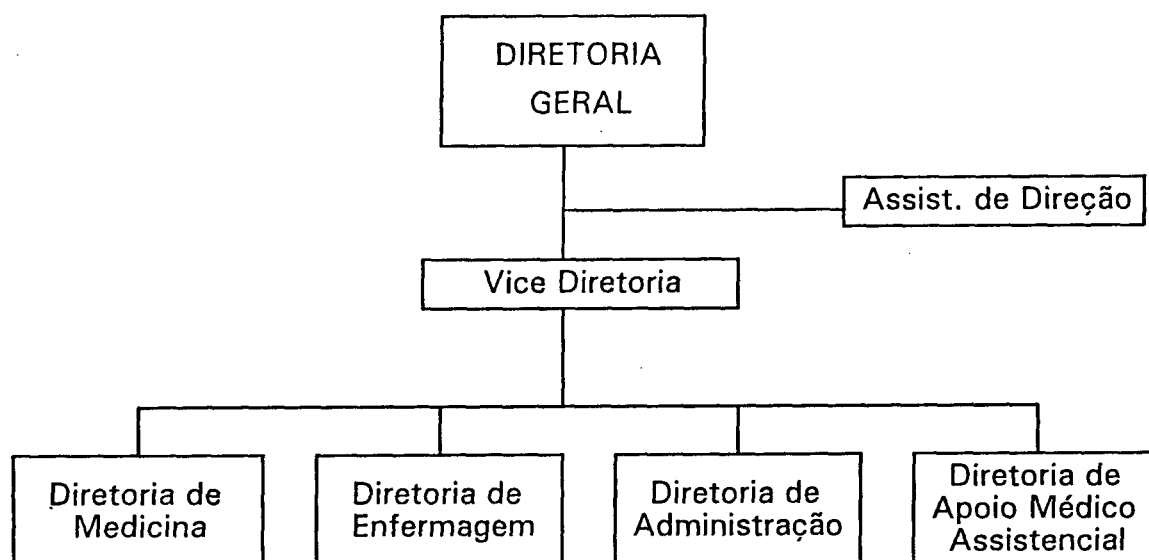 DIRETORIA
GERAL
Assist. de Direção
Vice Diretoria
Diretoria de
Medicina
Diretoria de
Enfermagem
Diretoria de
Administração
Diretoria de
Apoio Médico
Assistencial